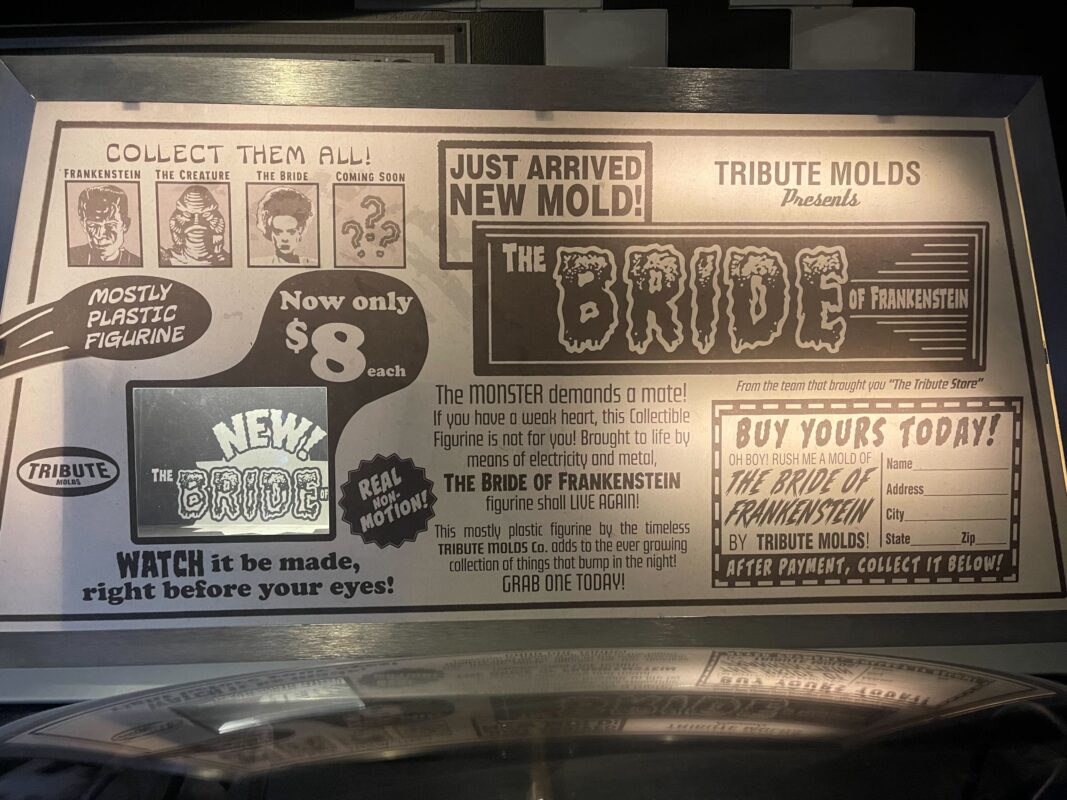 COLLECT THEM ALL!
FRANKENSTEIN
THE CREATURE
THE BRIDE
COMING SOON
???
MOSTLY
PLASTIC
FIGURINE
Now only
$8 each
NEW!
THE BRIDE OF
TRIBUTE
MOLDS
WATCH it be made,
right before your eyes!
REAL
NON-
MOTION!
JUST ARRIVED
NEW MOLD!
TRIBUTE MOLDS
Presents
THE BRIDE OF FRANKENSTEIN
From the team that brought you "The Tribute Store"
The MONSTER demands a mate!
If you have a weak heart, this Collectible
Figurine is not for you! Brought to life by
means of electricity and metal,
THE BRIDE OF FRANKENSTEIN
figurine shall LIVE AGAIN!
This mostly plastic figurine by the timeless
TRIBUTE MOLDS Co. adds to the ever growing
collection of things that bump in the night!
GRAB ONE TODAY!
BUY YOURS TODAY!
OH BOY! RUSH ME A MOLD OF
THE BRIDE OF
FRANKENSTEIN
BY TRIBUTE MOLDS!
Name
Address
City
State Zip
AFTER PAYMENT, COLLECT IT BELOW!